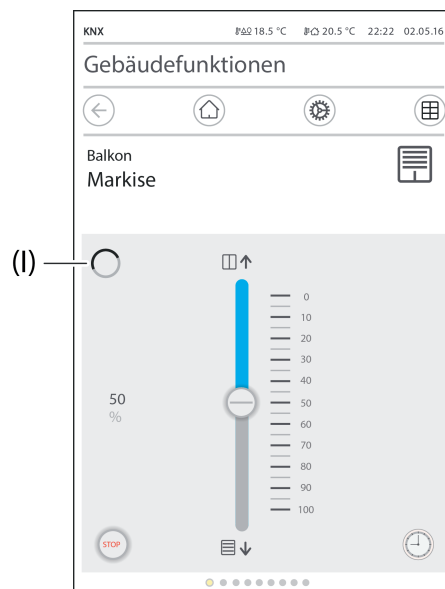 KNX 18.5 °C 20.5 °C 22:22 02.05.16
Gebäudefunktionen
Balkon
Markise
(I)
0
10
20
30
40
50
50
%
60
70
80
90
100
STOP